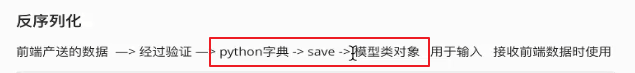 反序列化
前端产送的数据 —> 经过验证 —> python字典 -> save -> 模型类对象 用于输入 接收前端数据时使用